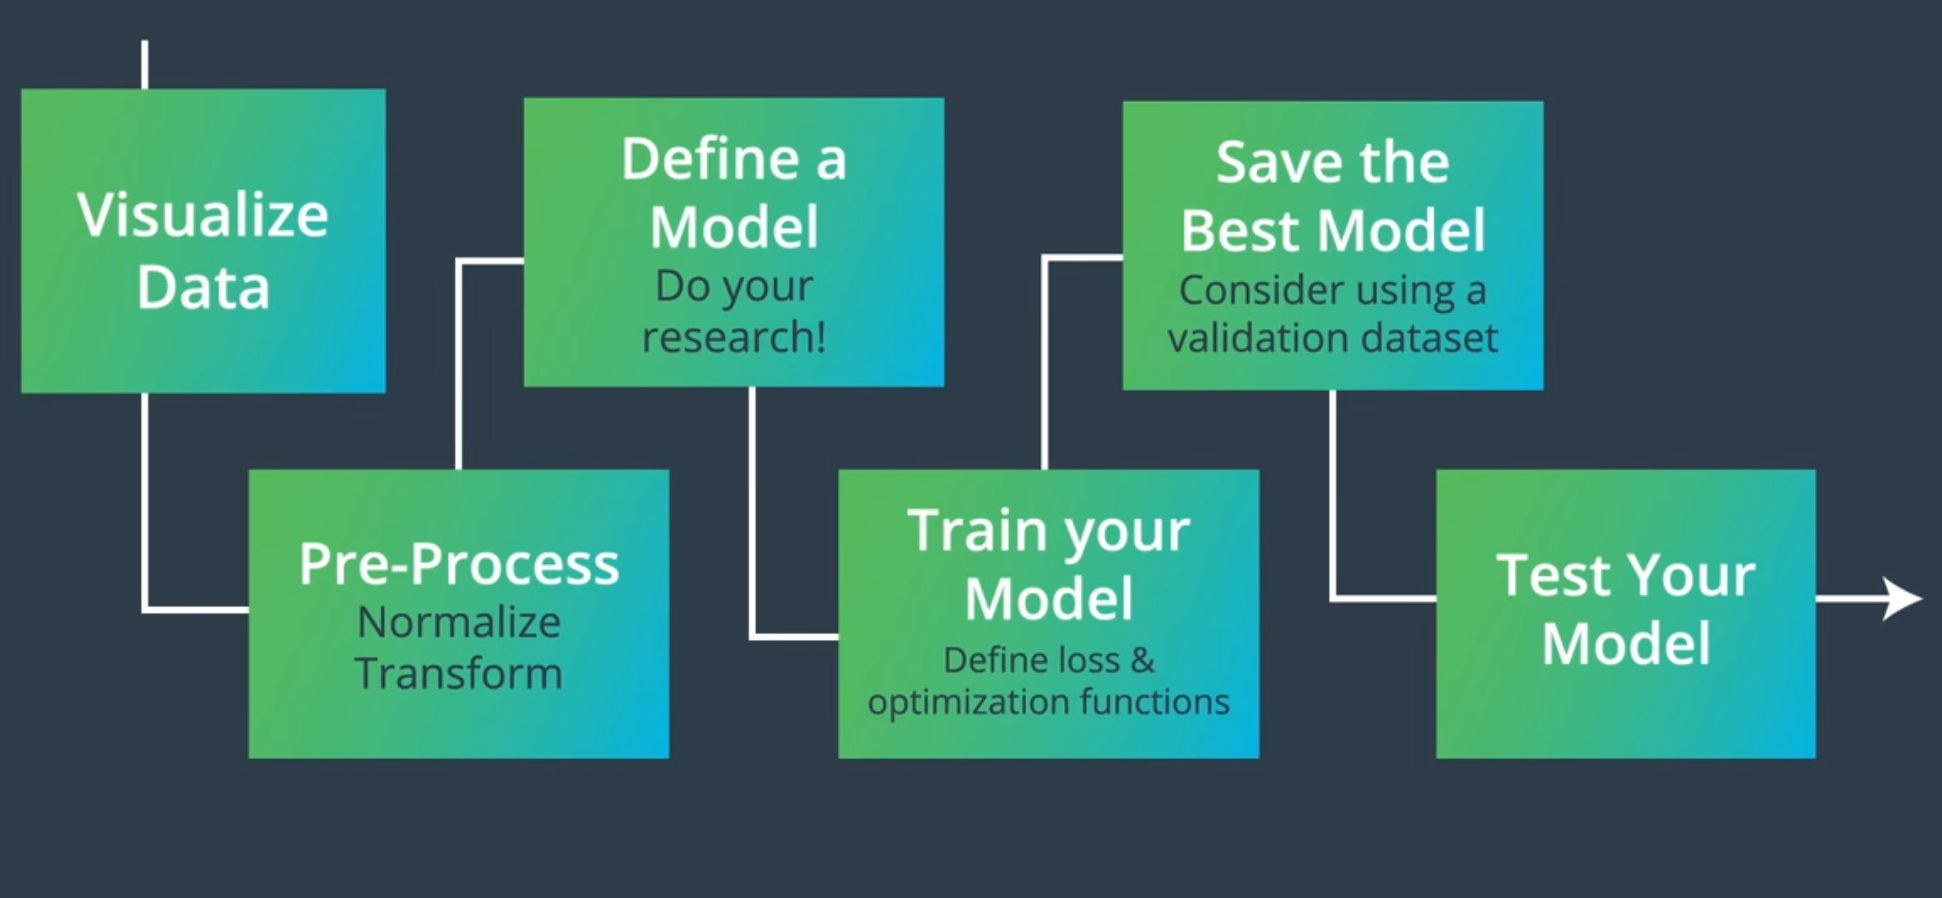 Visualize
Data
Pre-Process
Normalize
Transform
Define a
Model
Do your
research!
Train your
Model
Define loss &
optimization functions
Save the
Best Model
Consider using a
validation dataset
Test Your
Model